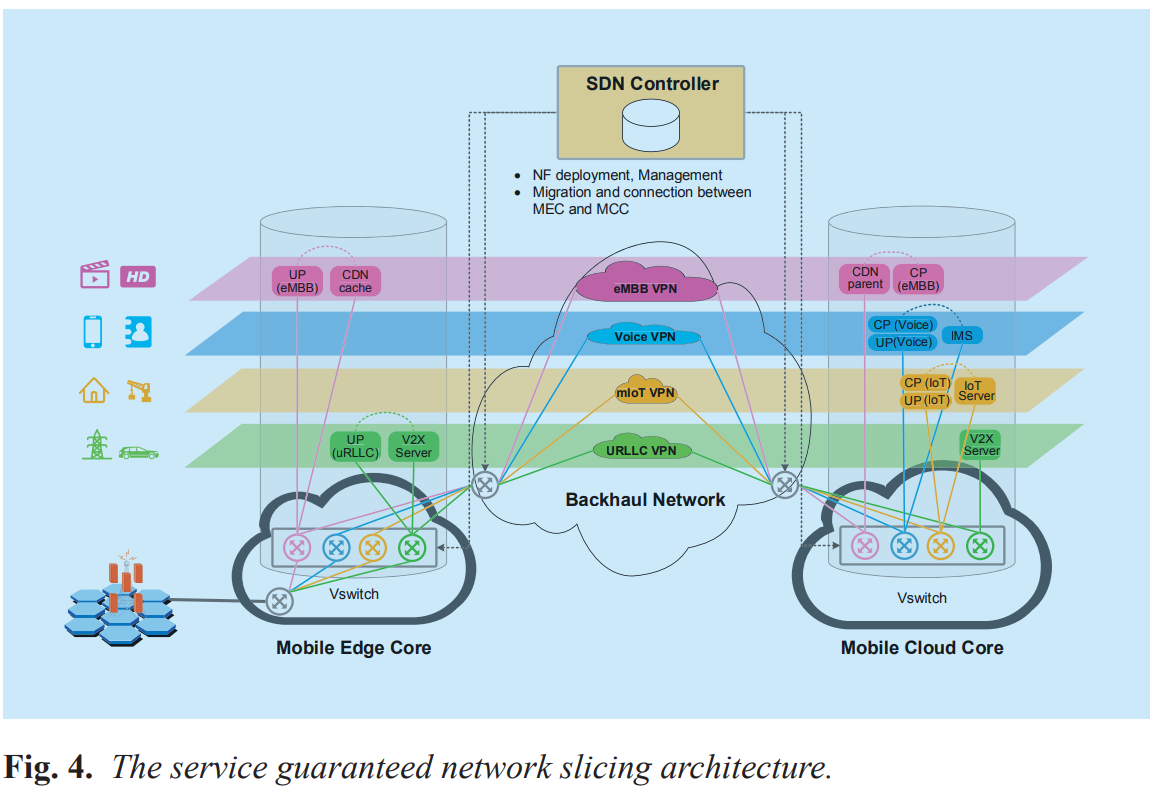 SDN Controller
• NF deployment, Management
• Migration and connection between
MEC and MCC
HD
UP
(eMBB)
CDN
cache
eMBB VPN
CDN
parent
CP
(eMBB)
Voice VPN
CP (Voice)
UP(Voice)
IMS
mIoT VPN
CP (IoT)
UP (IoT)
IoT
Server
UP
(uRLLC)
V2X
Server
URLLC VPN
V2X
Server
Backhaul Network
Vswitch
Vswitch
Mobile Edge Core
Mobile Cloud Core
Fig. 4. The service guaranteed network slicing architecture.